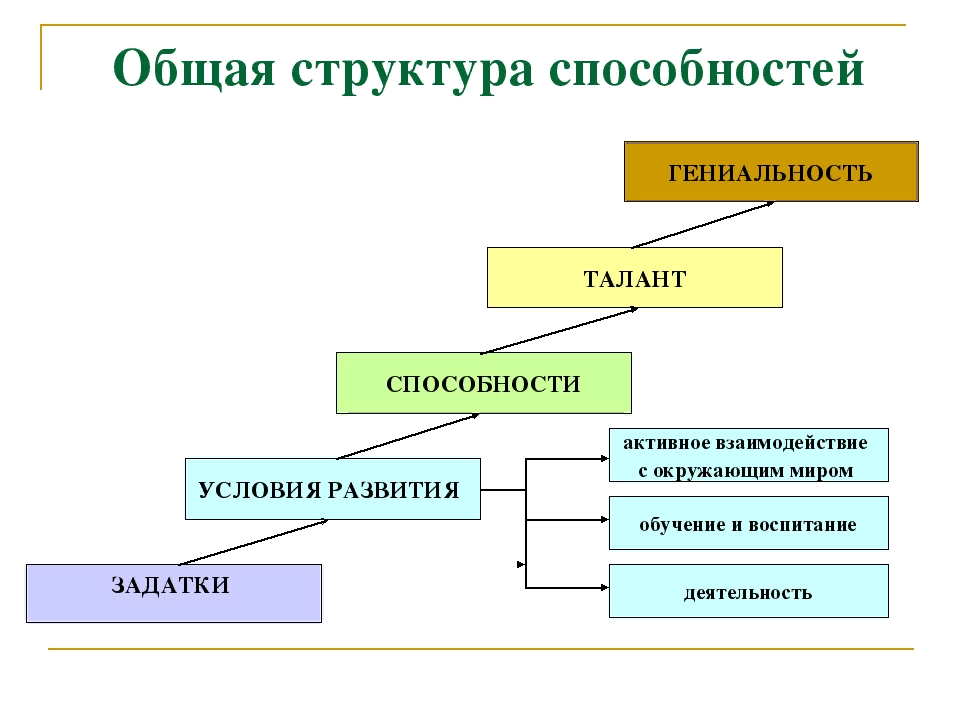 Общая структура способностей
ГЕНИАЛЬНОСТЬ
ТАЛАНТ
СПОСОБНОСТИ
УСЛОВИЯ РАЗВИТИЯ
активное взаимодействие
с окружающим миром
обучение и воспитание
деятельность
ЗАДАТКИ